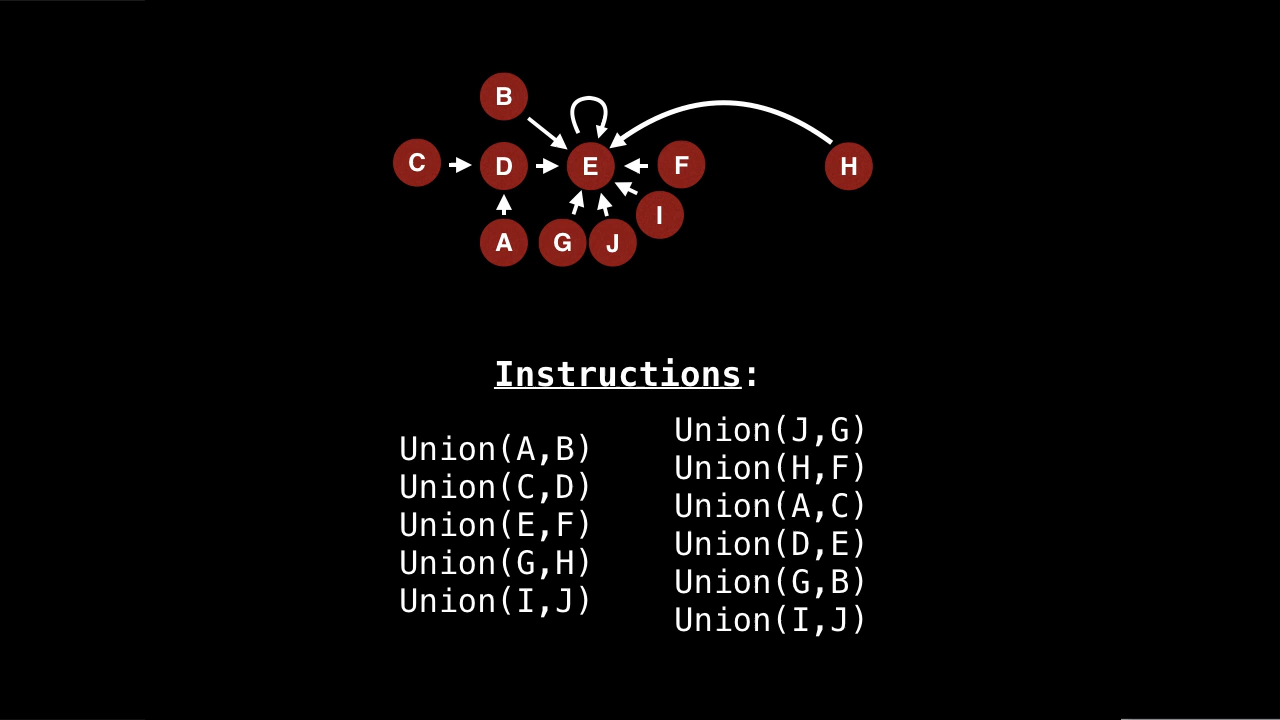 B
C D E F H
I
A G J
Instructions:
Union(A,B)
Union(C,D)
Union(E,F)
Union(G,H)
Union(I,J)
Union(J,G)
Union(H,F)
Union(A,C)
Union(D,E)
Union(G,B)
Union(I,J)